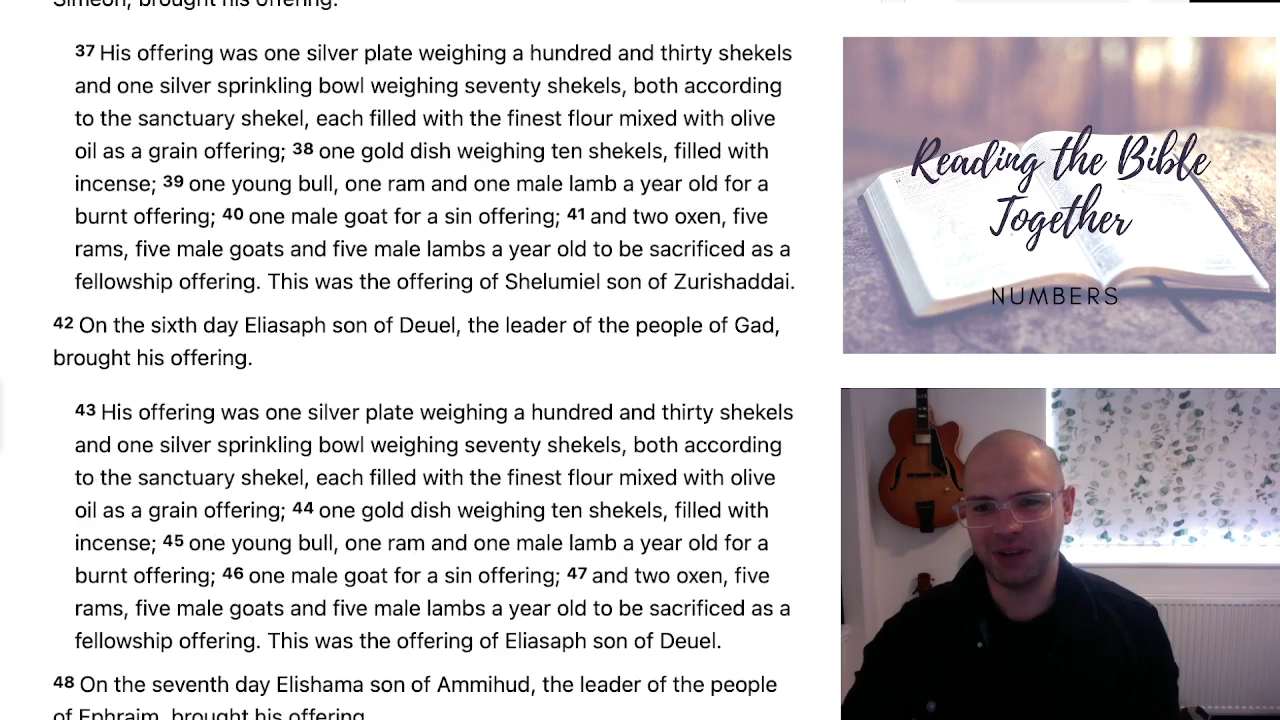 Simeon, brought his offering.
37 His offering was one silver plate weighing a hundred and thirty shekels
and one silver sprinkling bowl weighing seventy shekels, both according
to the sanctuary shekel, each filled with the finest flour mixed with olive
oil as a grain offering; 38 one gold dish weighing ten shekels, filled with
incense; 39 one young bull, one ram and one male lamb a year old for a
burnt offering; 40 one male goat for a sin offering; 41 and two oxen, five
rams, five male goats and five male lambs a year old to be sacrificed as a
fellowship offering. This was the offering of Shelumiel son of Zurishaddai.
42 On the sixth day Eliasaph son of Deuel, the leader of the people of Gad,
brought his offering.
43 His offering was one silver plate weighing a hundred and thirty shekels
and one silver sprinkling bowl weighing seventy shekels, both according
to the sanctuary shekel, each filled with the finest flour mixed with olive
oil as a grain offering; 44 one gold dish weighing ten shekels, filled with
incense; 45 one young bull, one ram and one male lamb a year old for a
burnt offering; 46 one male goat for a sin offering; 47 and two oxen, five
rams, five male goats and five male lambs a year old to be sacrificed as a
fellowship offering. This was the offering of Eliasaph son of Deuel.
48 On the seventh day Elishama son of Ammihud, the leader of the people
of Ephraim, brought his offering.
Reading the Bible
Together
NUMBERS